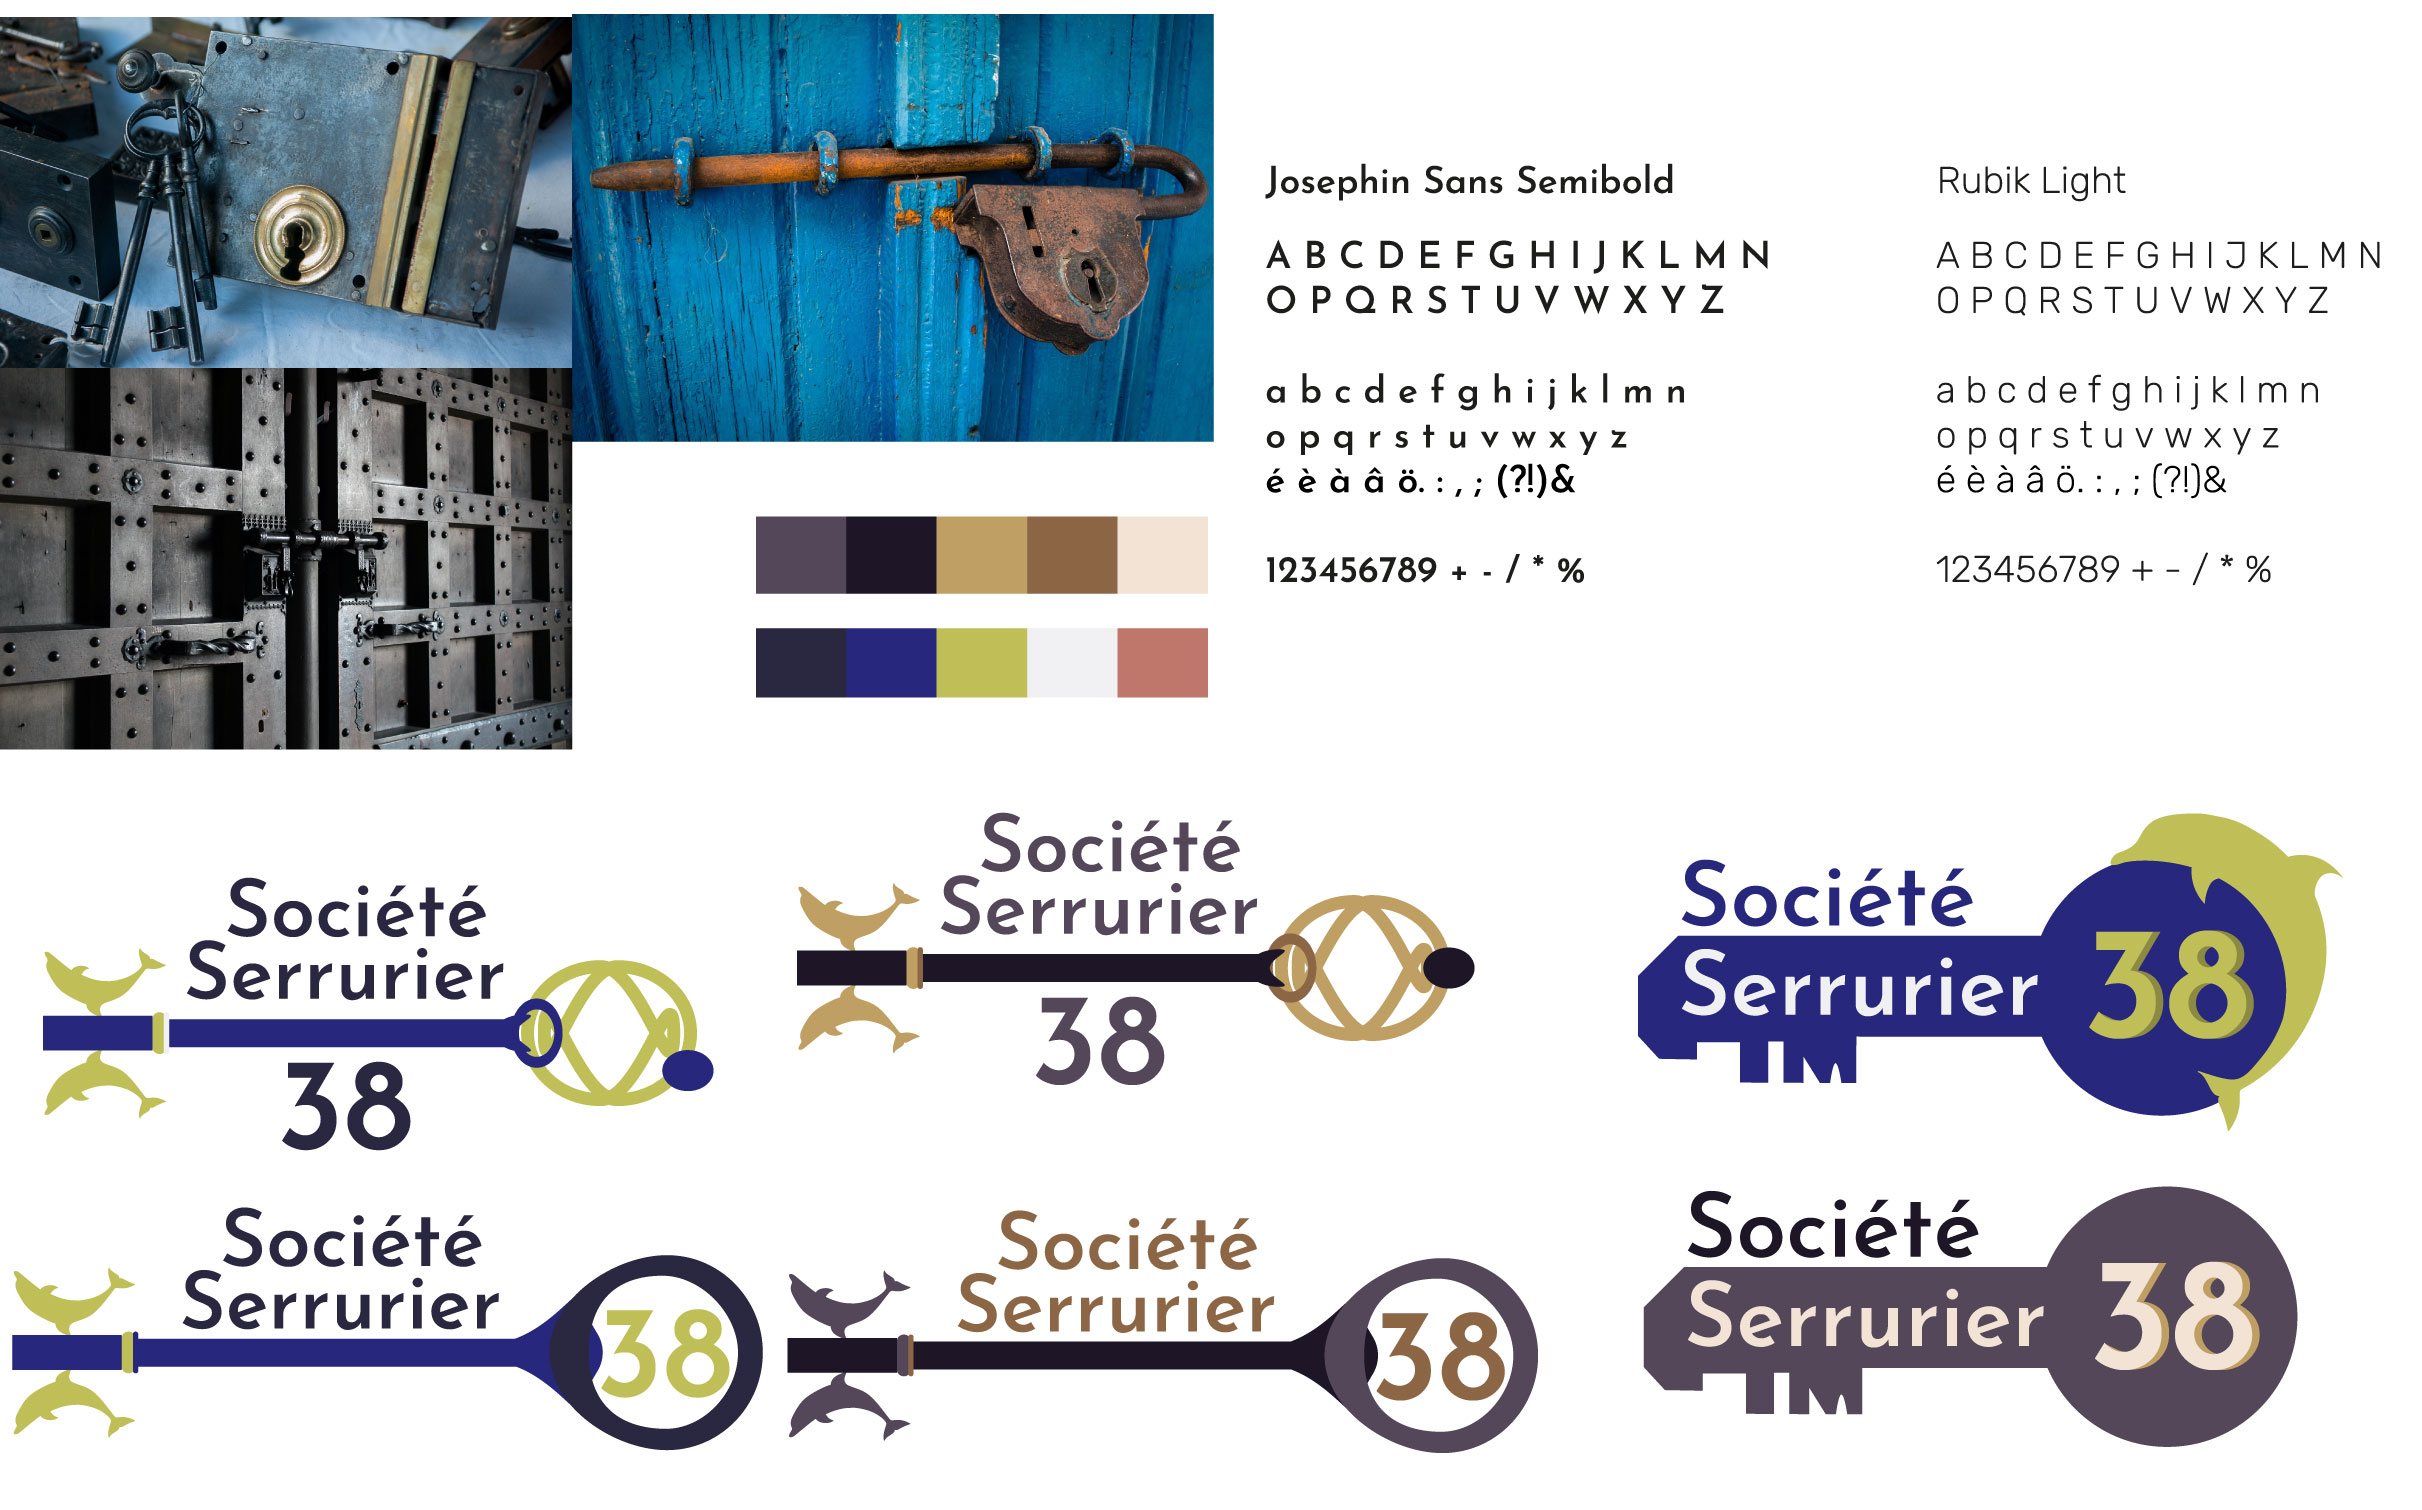 Josephin Sans Semibold
A B C D E F G H I J K L M N
O P Q R S T U V W X Y Z
a b c d e f g h i j k l m n
o p q r s t u v w x y z
é è à â ö. : , ; (?!)&
123456789 + - / * %
Rubik Light
A B C D E F G H I J K L M N
O P Q R S T U V W X Y Z
a b c d e f g h i j k l m n
o p q r s t u v w x y z
é è à â ö. : , ; (?!)&
123456789 + - / * %
Société
Serrurier
38
Société
Serrurier
38
Société
Serrurier
38
Société
Serrurier
38
Société
Serrurier
38
Société
Serrurier
38